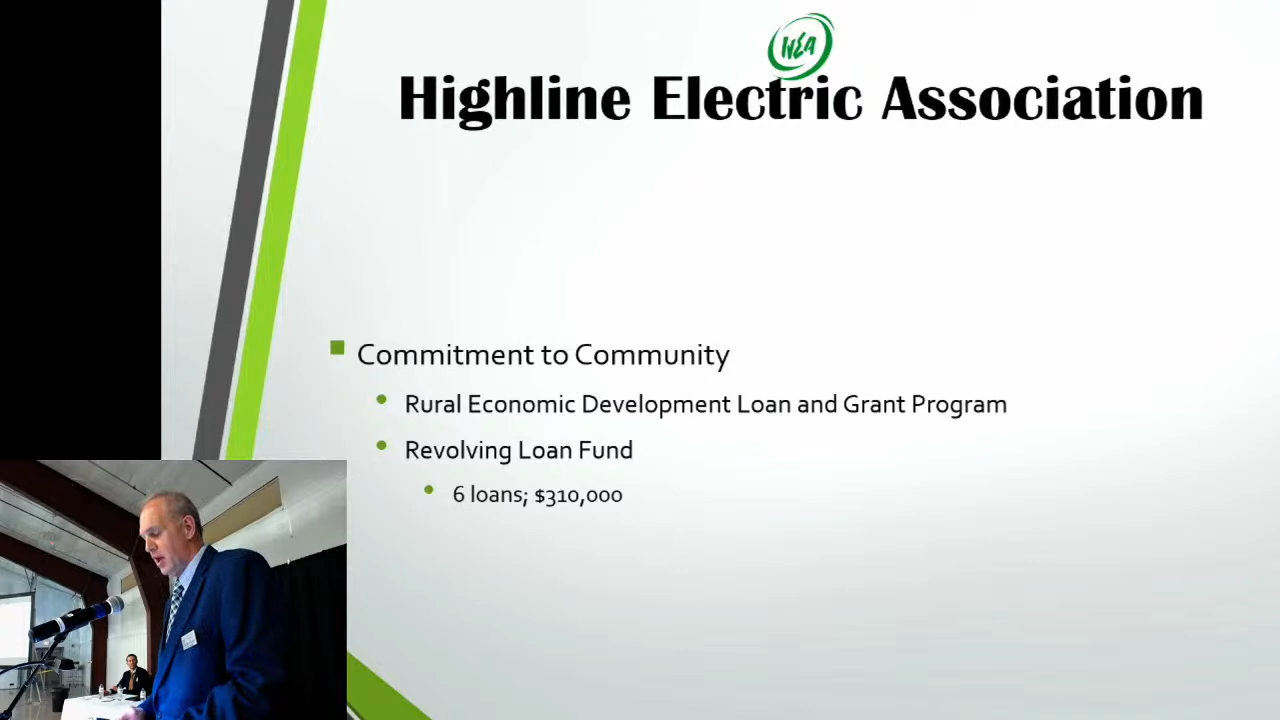 HEA
Highline Electric Association
Commitment to Community
Rural Economic Development Loan and Grant Program
Revolving Loan Fund
6 loans; $310,000